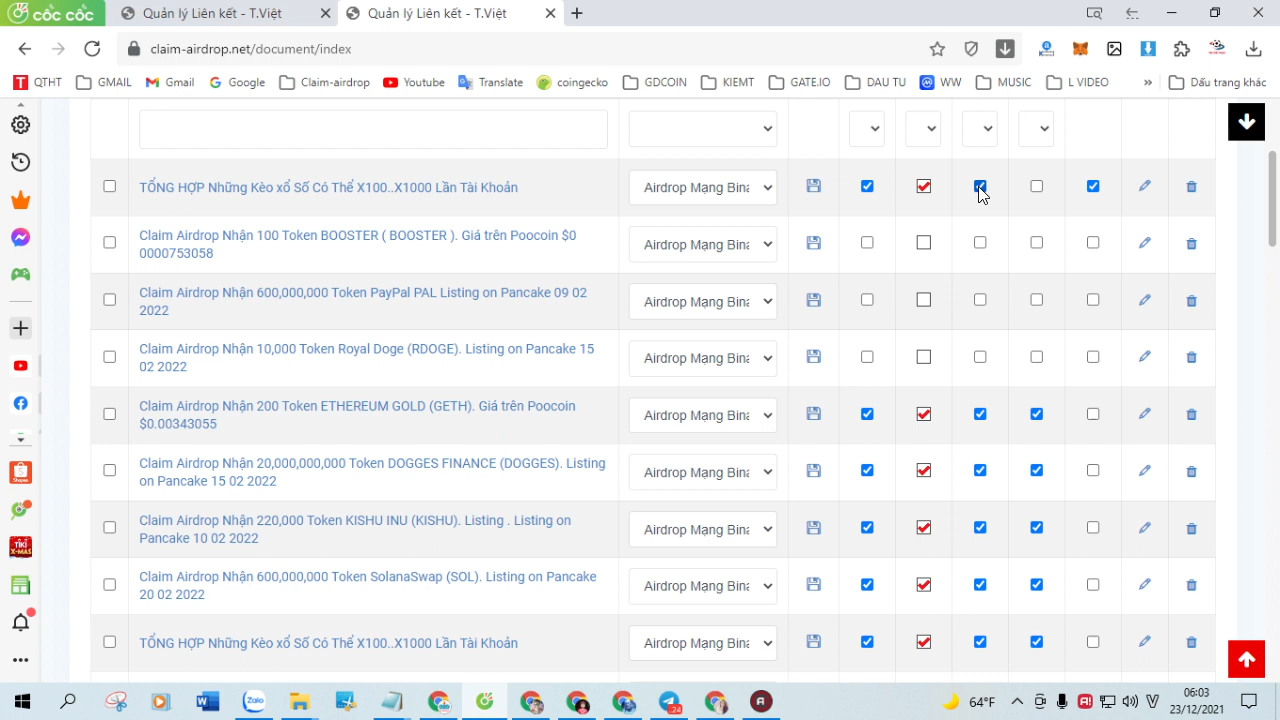 cốc cốc
Quản lý kết - T.Việt
Quản lý kết - T.Việt
claim-airdrop.net/document/index
QTHT
GMAIL
Gmail
Google
Claim-airdrop
Youtube
Translate
coingecko
GDCOIN
KIEMT
GATE.IO
DAU TU
WW
MUSIC
L VIDEO
»
Dấu trang khác
TỔNG HỢP Những Kèo xổ Số Có Thể X100..X1000 Lần Tài Khoản
Airdrop Mạng Bina
Claim Airdrop Nhận 100 Token BOOSTER ( BOOSTER ). Giá trên Poocoin $0
0000753058
Airdrop Mạng Bina
Claim Airdrop Nhận 600,000,000 Token PayPal PAL Listing on Pancake 09 02
2022
Airdrop Mạng Bina
Claim Airdrop Nhận 10,000 Token Royal Doge (RDOGE). Listing on Pancake 15
02 2022
Airdrop Mạng Bina
Claim Airdrop Nhận 200 Token ETHEREUM GOLD (GETH). Giá trên Poocoin
$0.00343055
Airdrop Mạng Bina
Claim Airdrop Nhận 20,000,000,000 Token DOGGES FINANCE (DOGGES). Listing
on Pancake 15 02 2022
Airdrop Mạng Bina
Claim Airdrop Nhận 220,000 Token KISHU INU (KISHU). Listing . Listing on
Pancake 10 02 2022
Airdrop Mạng Bina
Claim Airdrop Nhận 600,000,000 Token SolanaSwap (SOL). Listing on Pancake
20 02 2022
Airdrop Mạng Bina
TỔNG HỢP Những Kèo xổ Số Có Thể X100..X1000 Lần Tài Khoản
Airdrop Mạng Bina
Zalo
24
64°F
06:03
23/12/2021